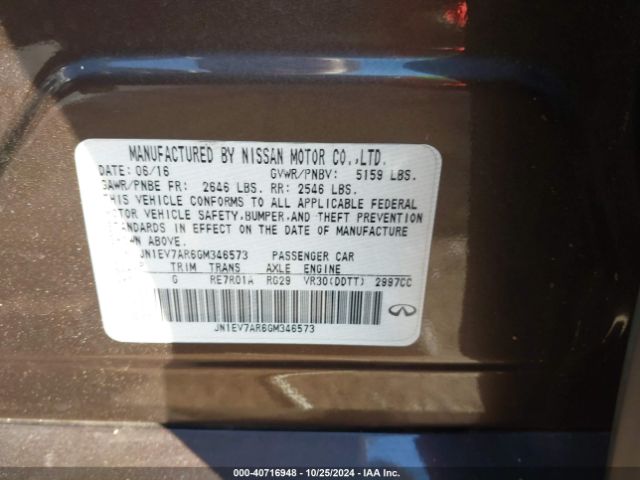 MANUFACTURED BY NISSAN MOTOR CO.,LTD.
DATE: 06/16 GVWR/PNBV: 5159 LBS.
GAWR/PNBE FR: 2646 LBS. RR: 2546 LBS.
THIS VEHICLE CONFORMS TO ALL APPLICABLE FEDERAL
MOTOR VEHICLE SAFETY,BUMPER,AND THEFT PREVENTION
STANDARDS IN EFFECT ON THE DATE OF MANUFACTURE
SHOWN ABOVE.
JN1EV7AR6GM346573 PASSENGER CAR
TRIM TRANS AXLE ENGINE
G RE7R01A RG29 VR30(DDTT) 2997CC
JN1EV7AR6GM346573
000-40716948 - 10/25/2024 - IAA Inc.